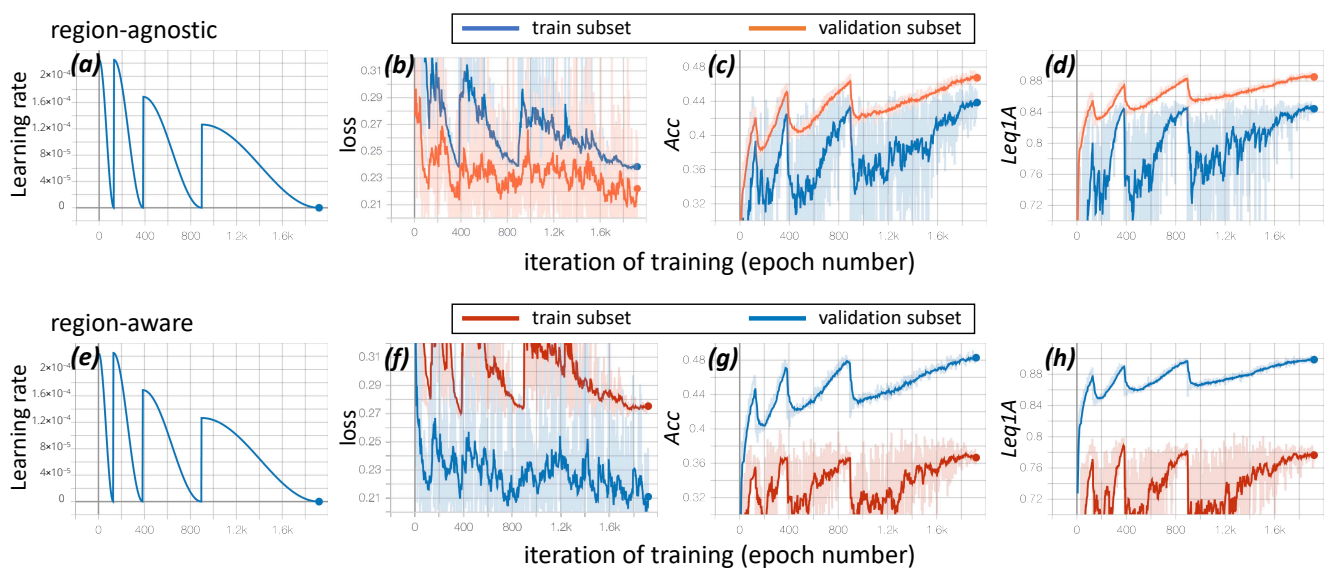 region-agnostic
train subset
validation subset
(a)
(b)
(c)
(d)
Learning rate
2×10⁻⁴
1.6×10⁻⁴
1.2×10⁻⁴
8×10⁻⁵
4×10⁻⁵
0
0 400 800 1.2k 1.6k
loss
0.31
0.29
0.27
0.25
0.23
0.21
0 400 800 1.2k 1.6k
Acc
0.48
0.44
0.4
0.36
0.32
0 400 800 1.2k 1.6k
Leq1A
0.88
0.84
0.8
0.76
0.72
0 400 800 1.2k 1.6k
iteration of training (epoch number)
region-aware
train subset
validation subset
(e)
(f)
(g)
(h)
Learning rate
2×10⁻⁴
1.6×10⁻⁴
1.2×10⁻⁴
8×10⁻⁵
4×10⁻⁵
0
0 400 800 1.2k 1.6k
loss
0.31
0.29
0.27
0.25
0.23
0.21
0 400 800 1.2k 1.6k
Acc
0.48
0.44
0.4
0.36
0.32
0 400 800 1.2k 1.6k
Leq1A
0.88
0.84
0.8
0.76
0.72
0 400 800 1.2k 1.6k
iteration of training (epoch number)